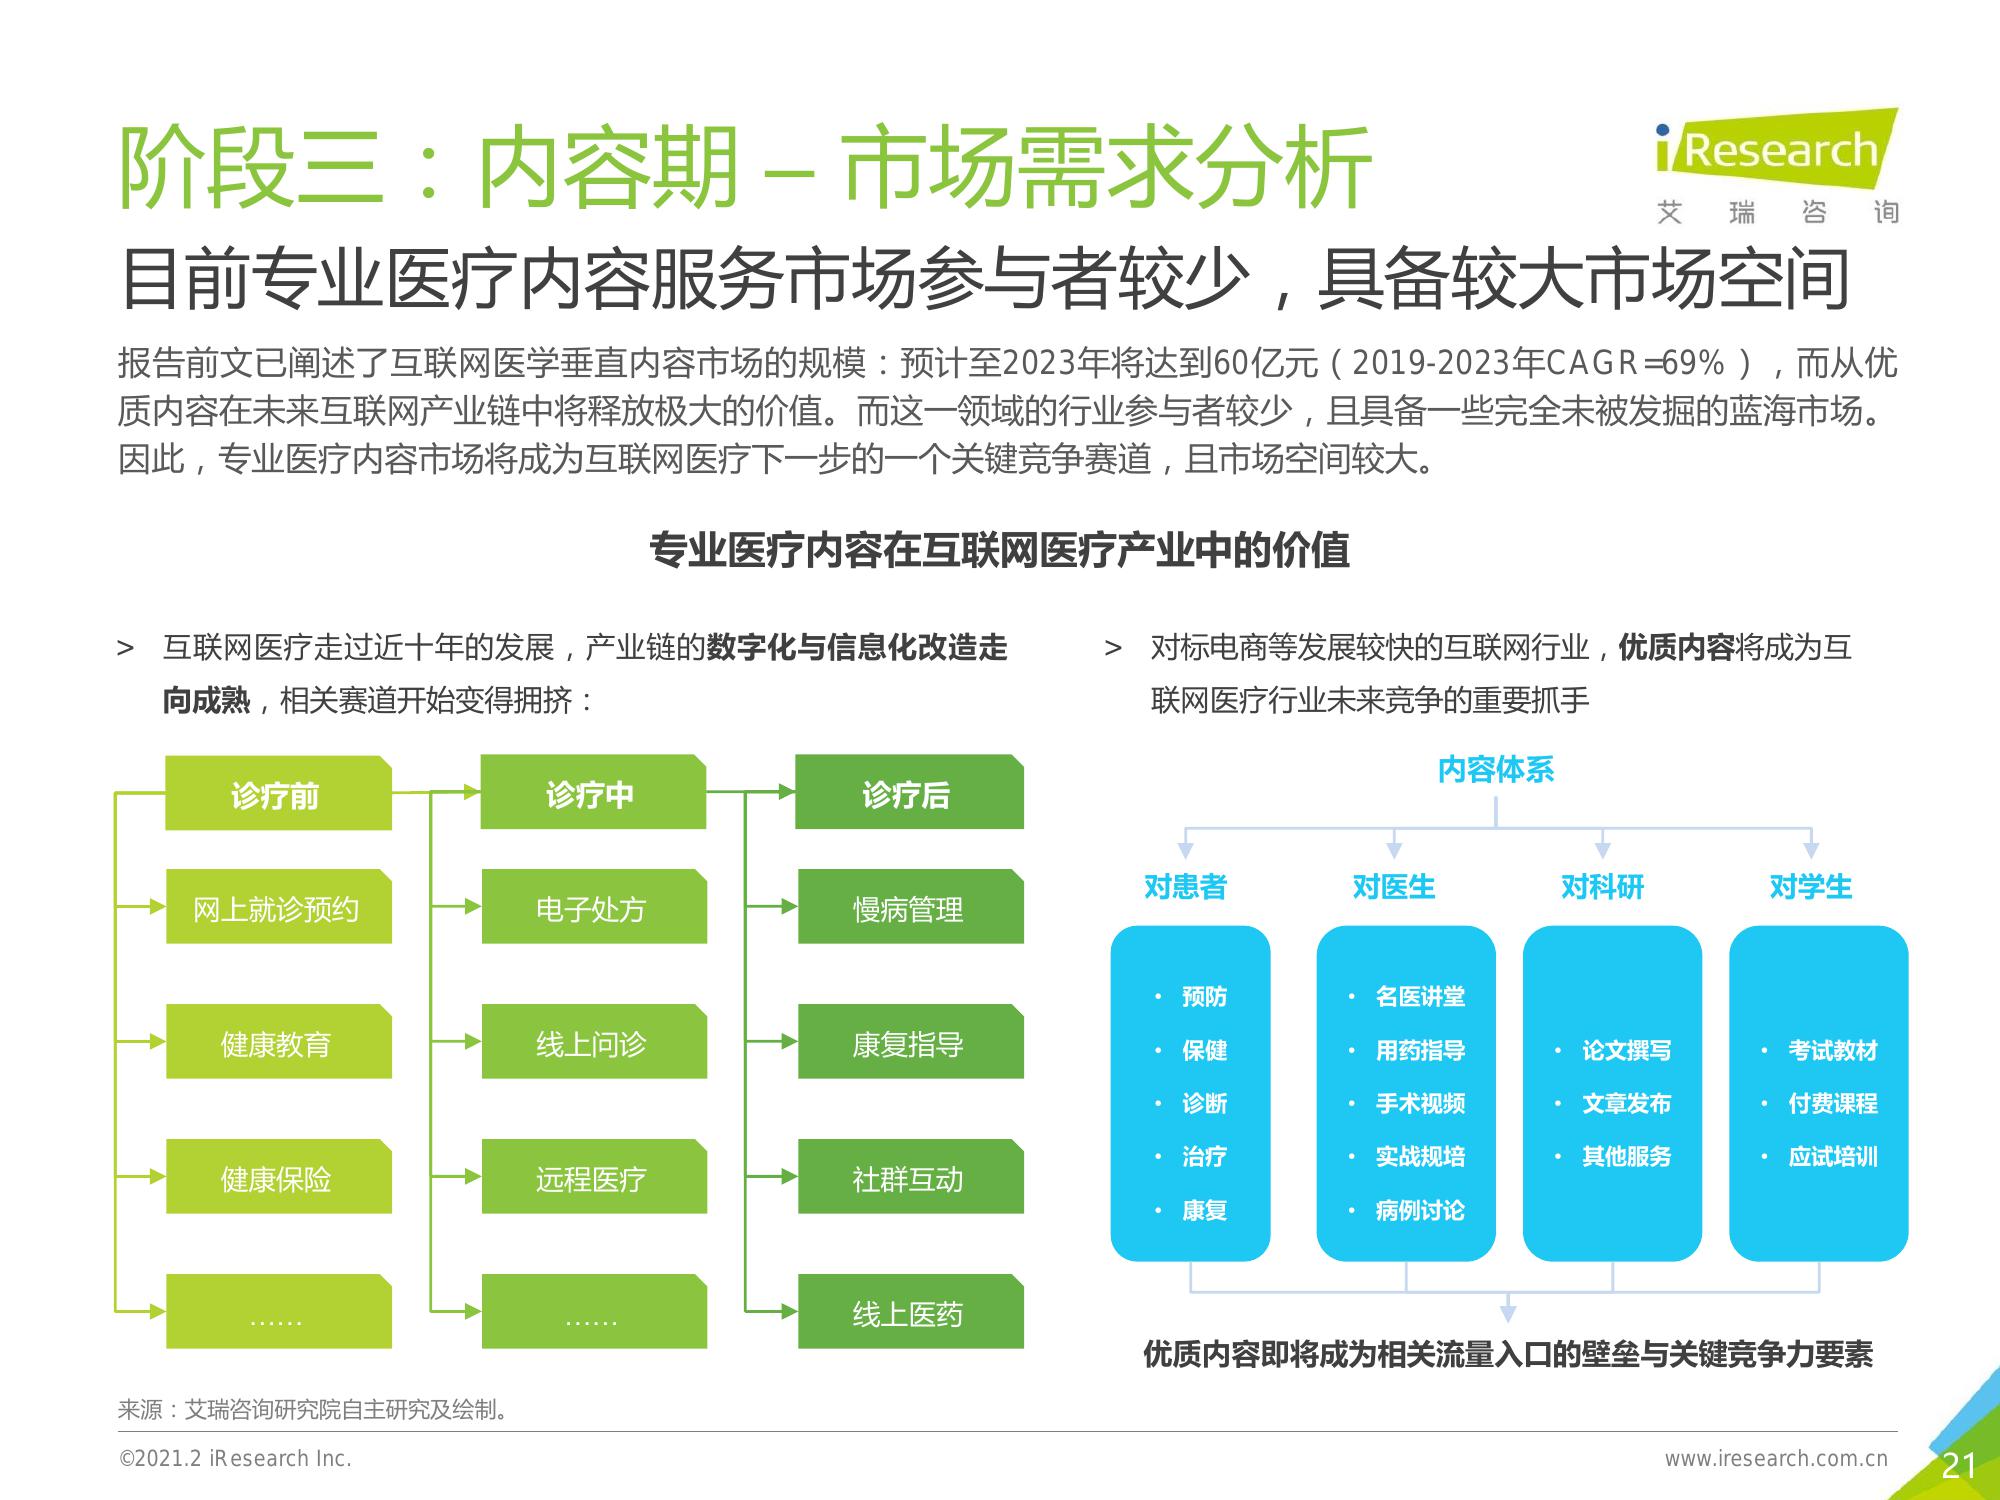 阶段三：内容期 – 市场需求分析
iResearch
艾瑞咨询
目前专业医疗内容服务市场参与者较少，具备较大市场空间
报告前文已阐述了互联网医学垂直内容市场的规模：预计至2023年将达到60亿元（2019-2023年CAGR=69%），而从优
质内容在未来互联网产业链中将释放极大的价值。而这一领域的行业参与者较少，且具备一些完全未被发掘的蓝海市场。
因此，专业医疗内容市场将成为互联网医疗下一步的一个关键竞争赛道，且市场空间较大。
专业医疗内容在互联网医疗产业中的价值
> 互联网医疗走过近十年的发展，产业链的数字化与信息化改造走
向成熟，相关赛道开始变得拥挤：
诊疗前
网上就诊预约
健康教育
健康保险
……
诊疗中
电子处方
线上问诊
远程医疗
……
诊疗后
慢病管理
康复指导
社群互动
线上医药
> 对标电商等发展较快的互联网行业，优质内容将成为互
联网医疗行业未来竞争的重要抓手
内容体系
对患者
• 预防
• 保健
• 诊断
• 治疗
• 康复
对医生
• 名医讲堂
• 用药指导
• 手术视频
• 实战规培
• 病例讨论
对科研
• 论文撰写
• 文章发布
• 其他服务
对学生
• 考试教材
• 付费课程
• 应试培训
优质内容即将成为相关流量入口的壁垒与关键竞争力要素
来源：艾瑞咨询研究院自主研究及绘制。
©2021.2 iResearch Inc.
www.iresearch.com.cn
21